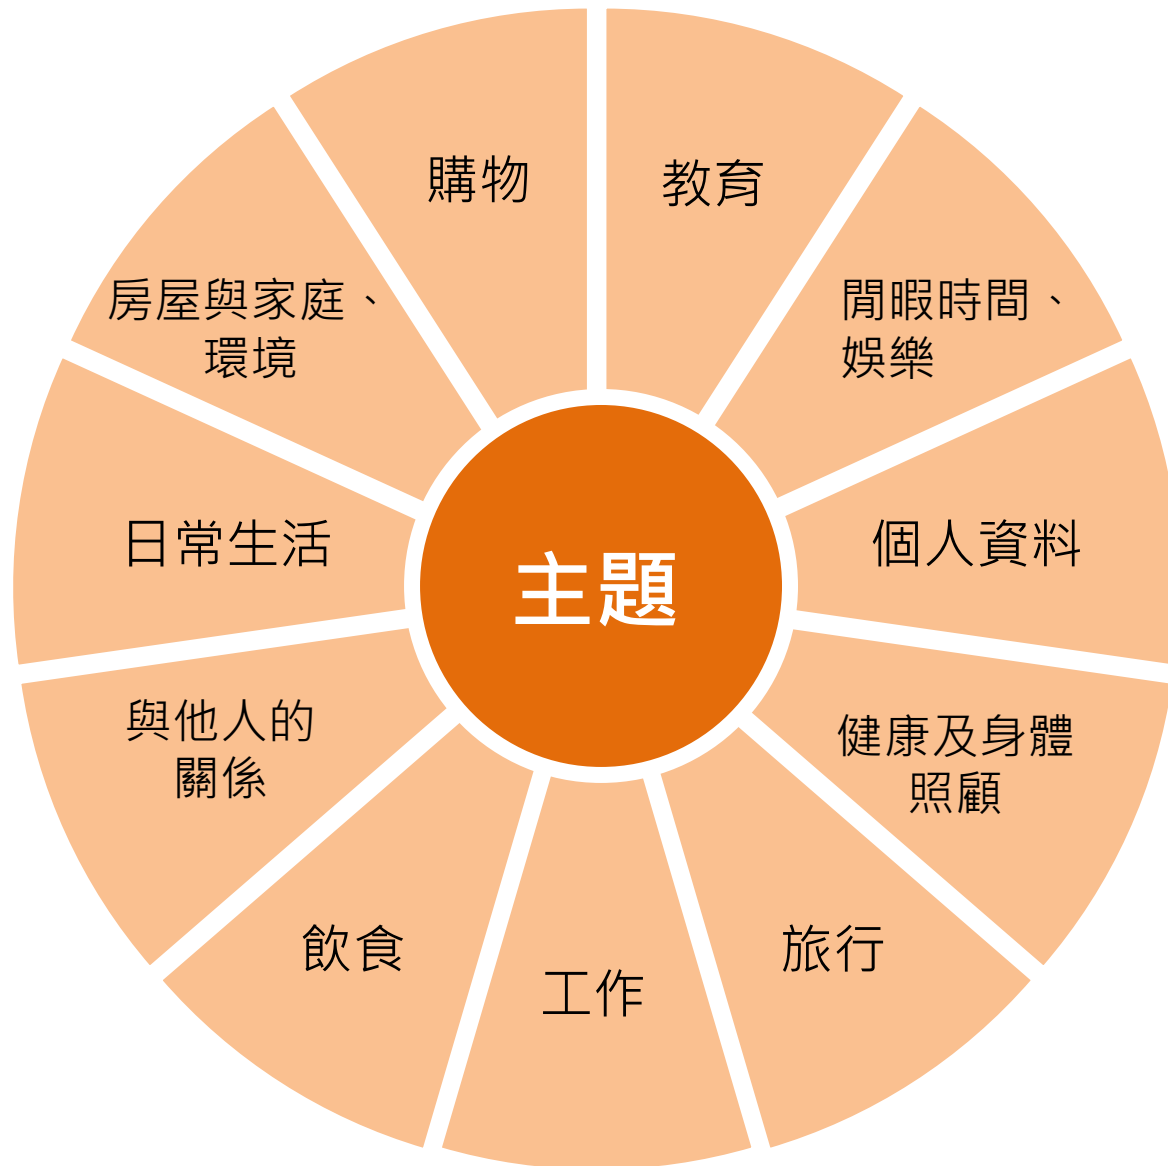 購物
教育
房屋與家庭、
環境
閒暇時間、
娛樂
日常生活
個人資料
主題
與他人的
關係
健康及身體
照顧
飲食
旅行
工作